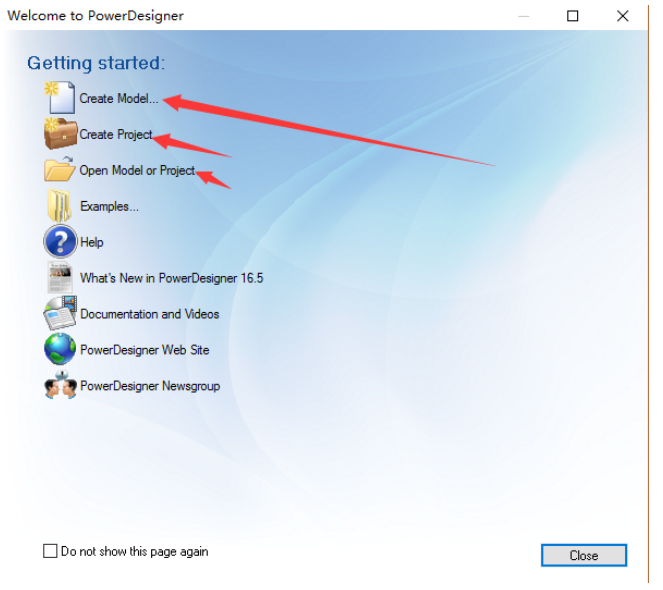 Welcome to PowerDesigner
Getting started:
Create Model...
Create Project
Open Model or Project
Examples...
Help
What's New in PowerDesigner 16.5
Documentation and Videos
PowerDesigner Web Site
PowerDesigner Newsgroup
Do not show this page again
Close